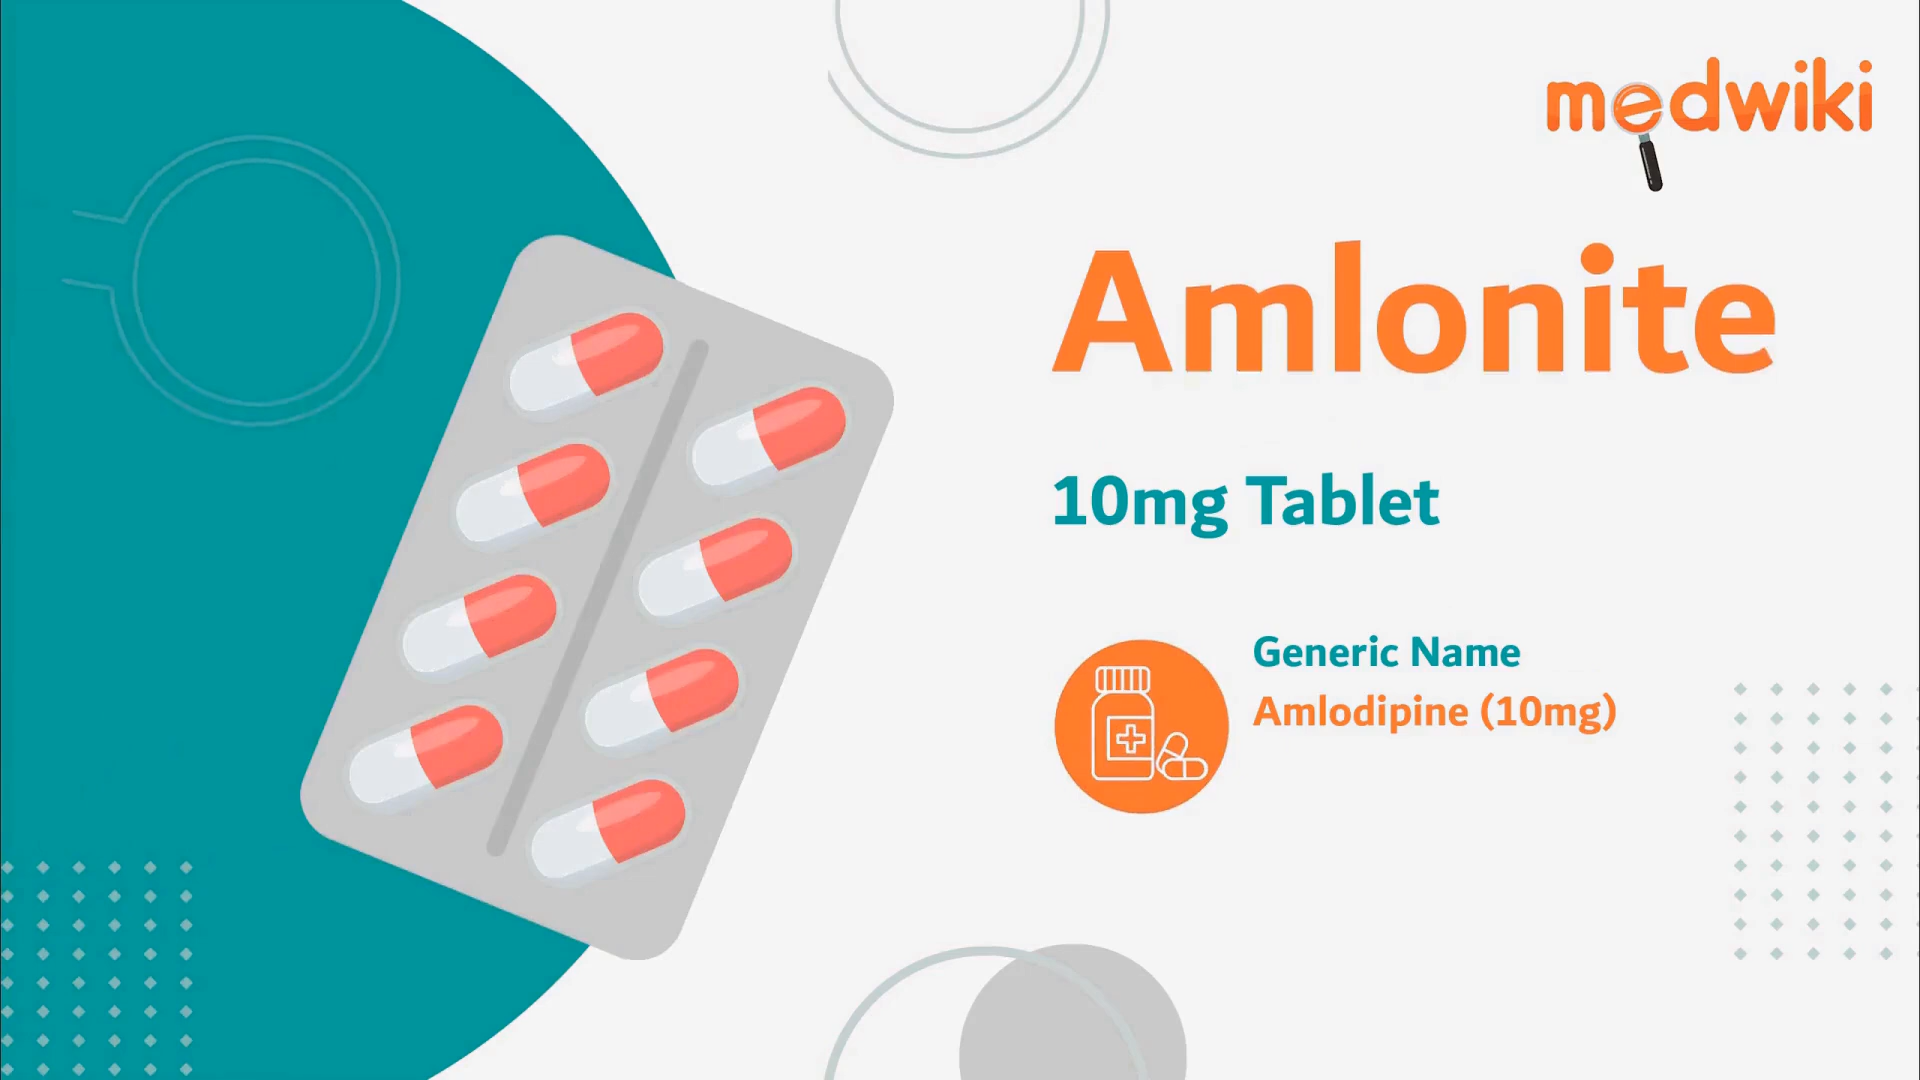 medwiki
Amlonite
10mg Tablet
Generic Name
Amlodipine (10mg)